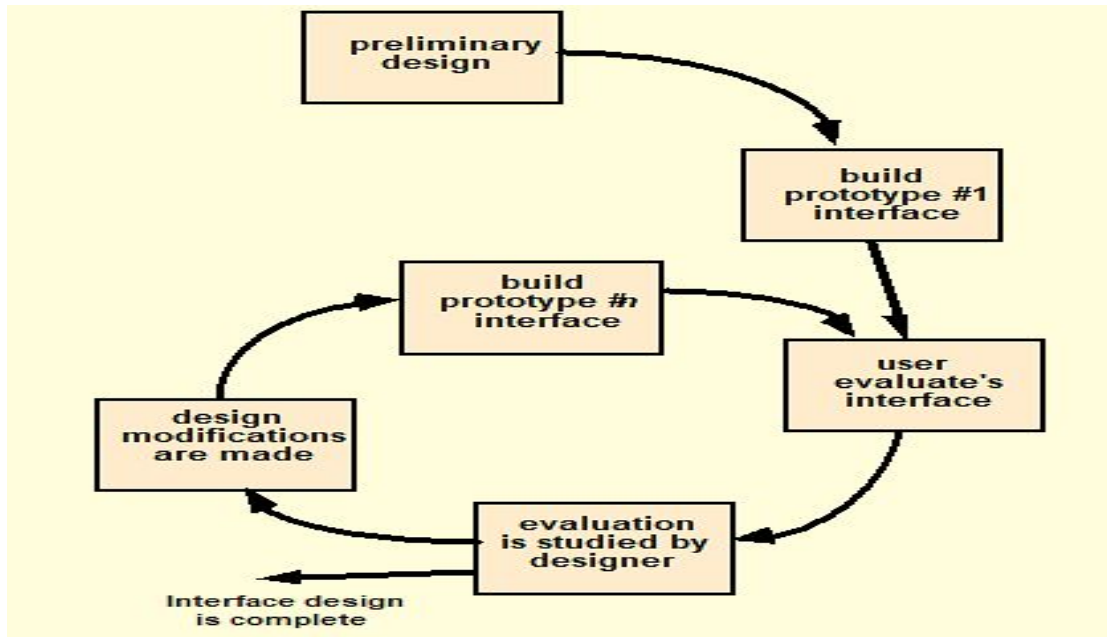 preliminary
design
build
prototype #1
interface
build
prototype #n
interface
user
evaluate's
interface
design
modifications
are made
evaluation
is studied by
designer
Interface design
is complete